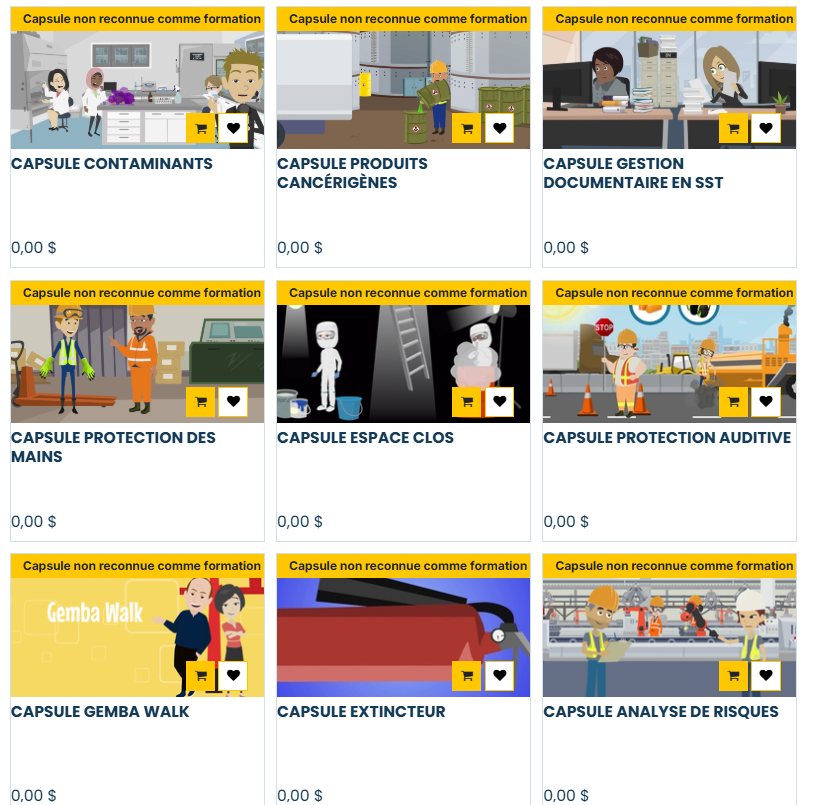 Capsule non reconnue comme formation
Capsule non reconnue comme formation
Capsule non reconnue comme formation
CAPSULE CONTAMINANTS
CAPSULE PRODUITS
CANCÉRIGÈNES
CAPSULE GESTION
DOCUMENTAIRE EN SST
0,00 $
0,00 $
0,00 $
Capsule non reconnue comme formation
Capsule non reconnue comme formation
Capsule non reconnue comme formation
STOP
CAPSULE PROTECTION DES
MAINS
CAPSULE ESPACE CLOS
CAPSULE PROTECTION AUDITIVE
0,00 $
0,00 $
0,00 $
Capsule non reconnue comme formation
Capsule non reconnue comme formation
Capsule non reconnue comme formation
Gemba Walk
CAPSULE GEMBA WALK
CAPSULE EXTINCTEUR
CAPSULE ANALYSE DE RISQUES
0,00 $
0,00 $
0,00 $